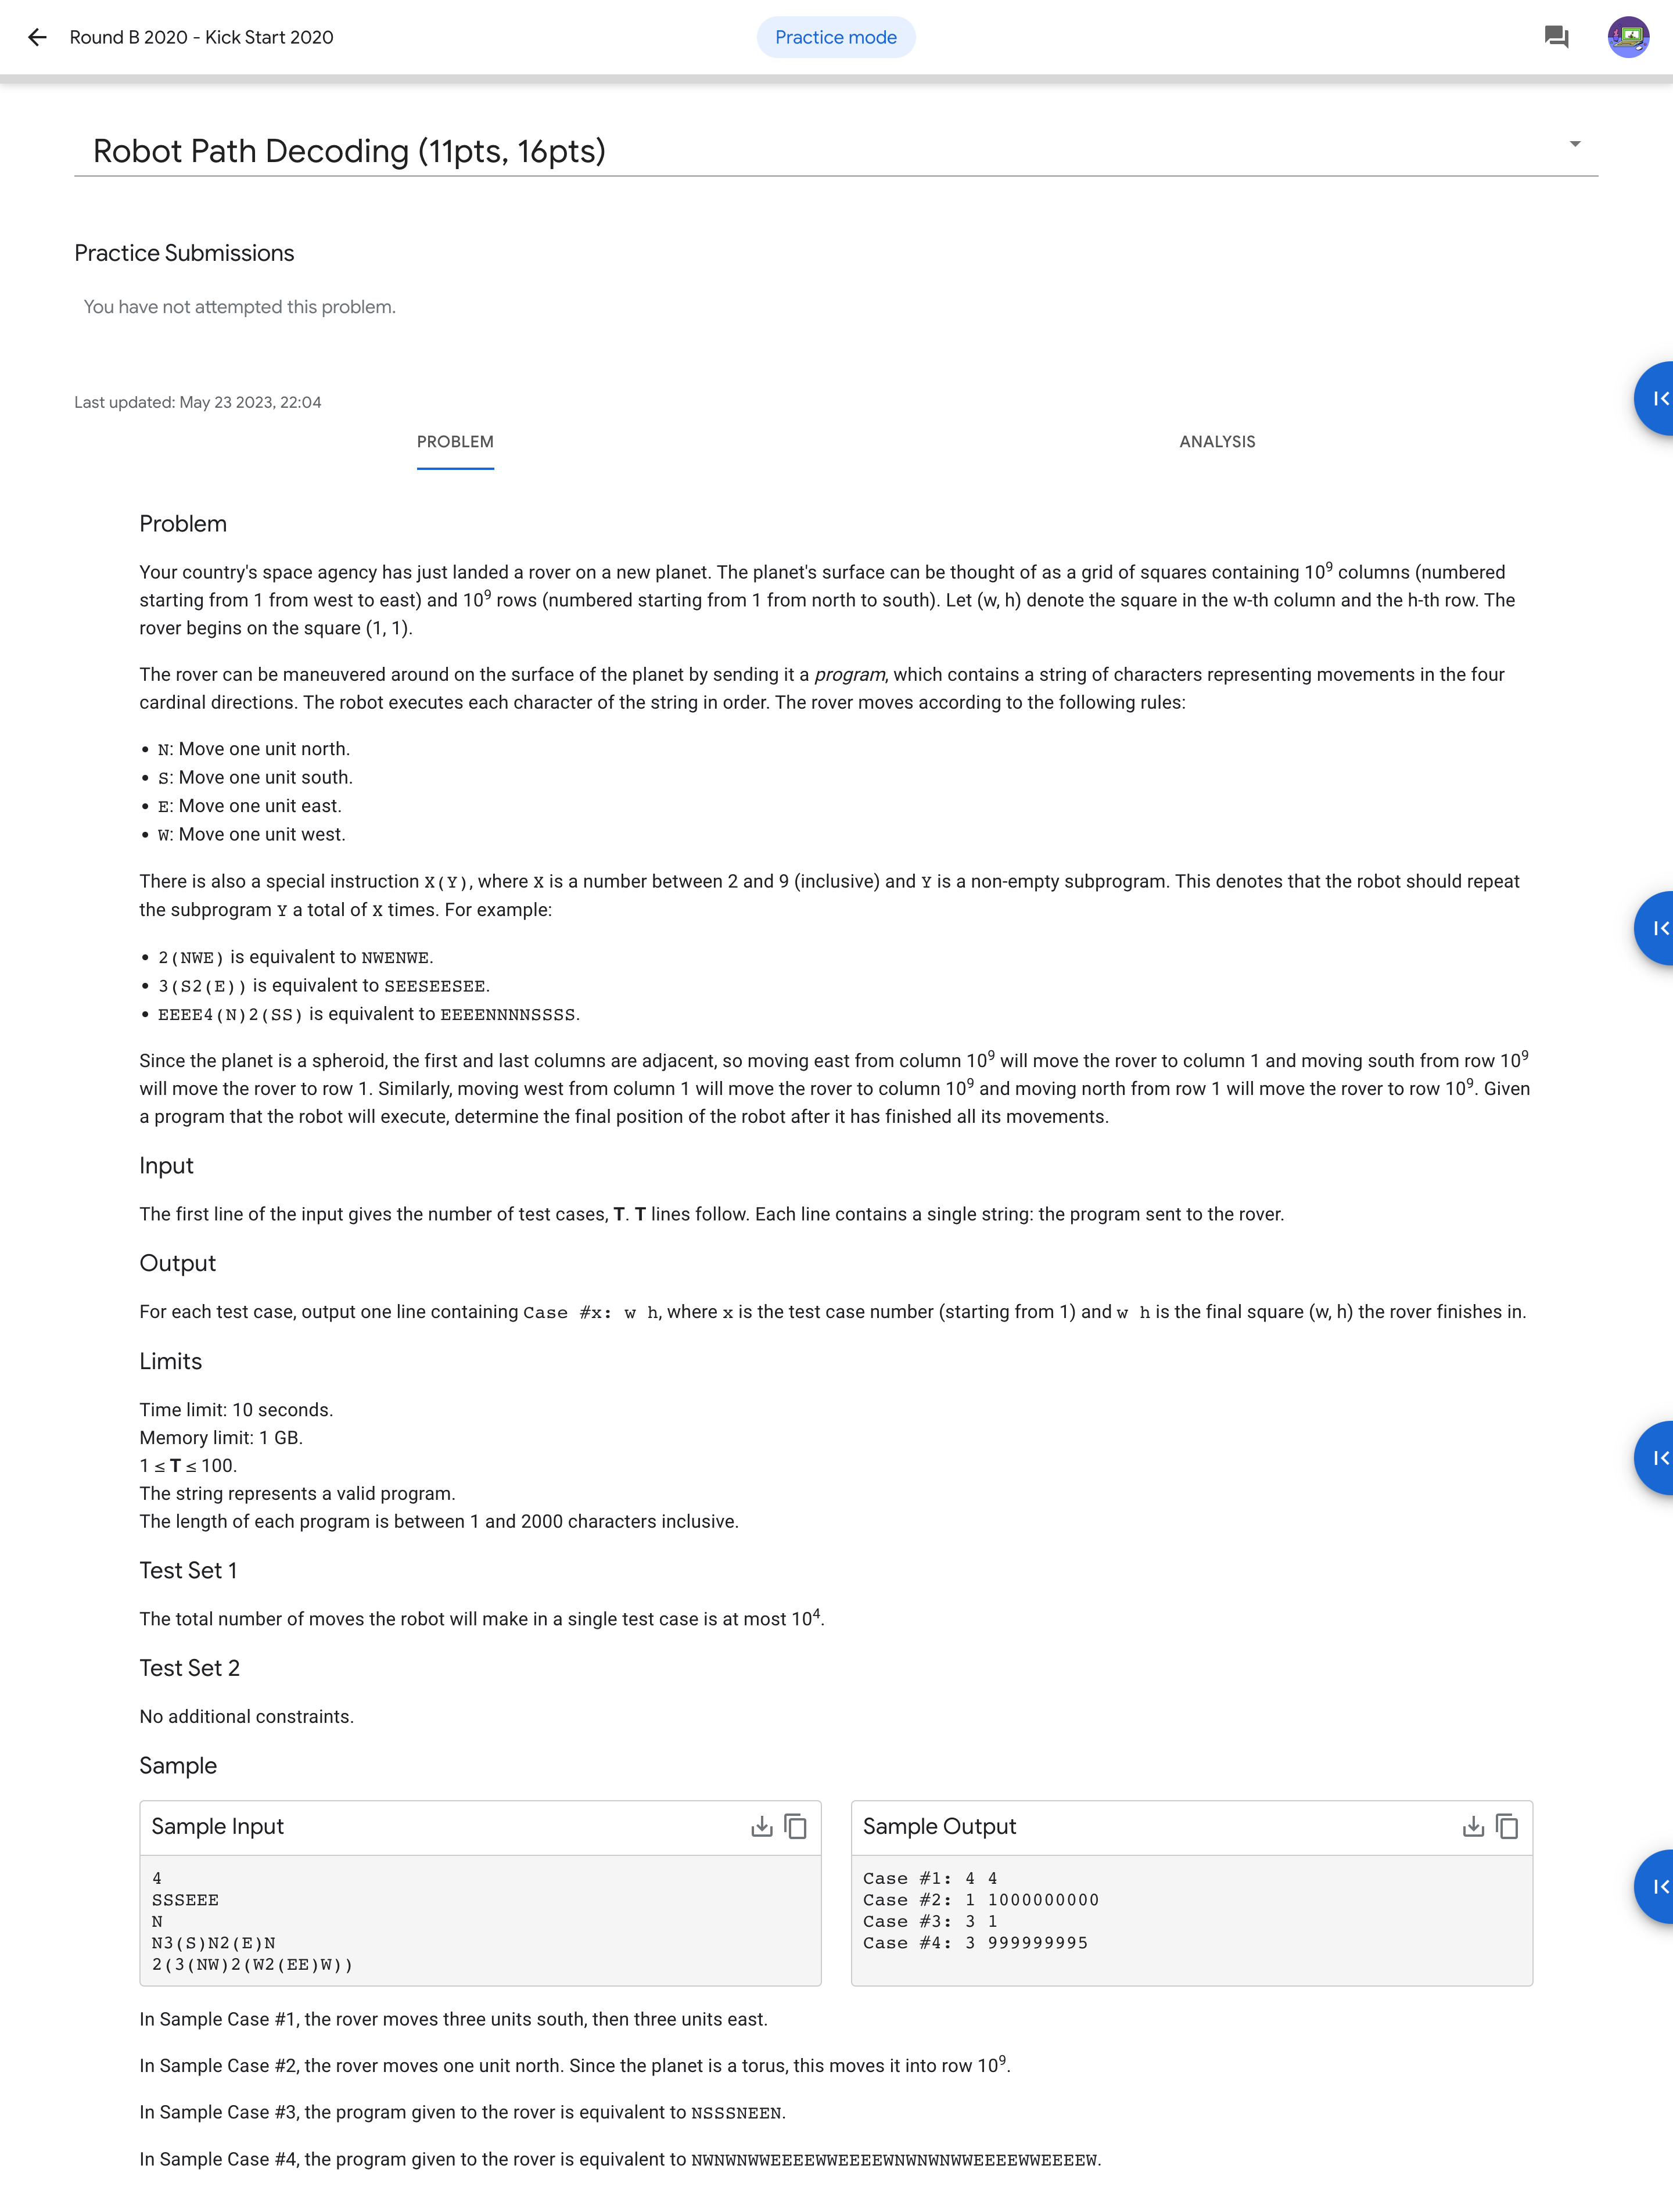 Round B 2020 - Kick Start 2020
Practice mode
Robot Path Decoding (11pts, 16pts)
Practice Submissions
You have not attempted this problem.
Last updated: May 23 2023, 22:04
PROBLEM
ANALYSIS
Problem
Your country's space agency has just landed a rover on a new planet. The planet's surface can be thought of as a grid of squares containing 10⁹ columns (numbered
starting from 1 from west to east) and 10⁹ rows (numbered starting from 1 from north to south). Let (w, h) denote the square in the w-th column and the h-th row. The
rover begins on the square (1, 1).
The rover can be maneuvered around on the surface of the planet by sending it a program, which contains a string of characters representing movements in the four
cardinal directions. The robot executes each character of the string in order. The rover moves according to the following rules:
• N: Move one unit north.
• S: Move one unit south.
• E: Move one unit east.
• W: Move one unit west.
There is also a special instruction X(Y), where X is a number between 2 and 9 (inclusive) and Y is a non-empty subprogram. This denotes that the robot should repeat
the subprogram Y a total of X times. For example:
• 2(NWE) is equivalent to NWENWE.
• 3(S2(E)) is equivalent to SEESEESEE.
• EEEE4(N)2(SS) is equivalent to EEEENNNNSSSS.
Since the planet is a spheroid, the first and last columns are adjacent, so moving east from column 10⁹ will move the rover to column 1 and moving south from row 10⁹
will move the rover to row 1. Similarly, moving west from column 1 will move the rover to column 10⁹ and moving north from row 1 will move the rover to row 10⁹. Given
a program that the robot will execute, determine the final position of the robot after it has finished all its movements.
Input
The first line of the input gives the number of test cases, T. T lines follow. Each line contains a single string: the program sent to the rover.
Output
For each test case, output one line containing Case #x: w h, where x is the test case number (starting from 1) and w h is the final square (w, h) the rover finishes in.
Limits
Time limit: 10 seconds.
Memory limit: 1 GB.
1 ≤ T ≤ 100.
The string represents a valid program.
The length of each program is between 1 and 2000 characters inclusive.
Test Set 1
The total number of moves the robot will make in a single test case is at most 10⁴.
Test Set 2
No additional constraints.
Sample
Sample Input
4
SSSEEE
N
N3(S)N2(E)N
2(3(NW)2(W2(EE)W))
Sample Output
Case #1: 4 4
Case #2: 1 1000000000
Case #3: 3 1
Case #4: 3 999999995
In Sample Case #1, the rover moves three units south, then three units east.
In Sample Case #2, the rover moves one unit north. Since the planet is a torus, this moves it into row 10⁹.
In Sample Case #3, the program given to the rover is equivalent to NSSSNEEN.
In Sample Case #4, the program given to the rover is equivalent to NWNWNWWEEEEWWEEEEWNWNWNWWEEEEWWEEEEW.